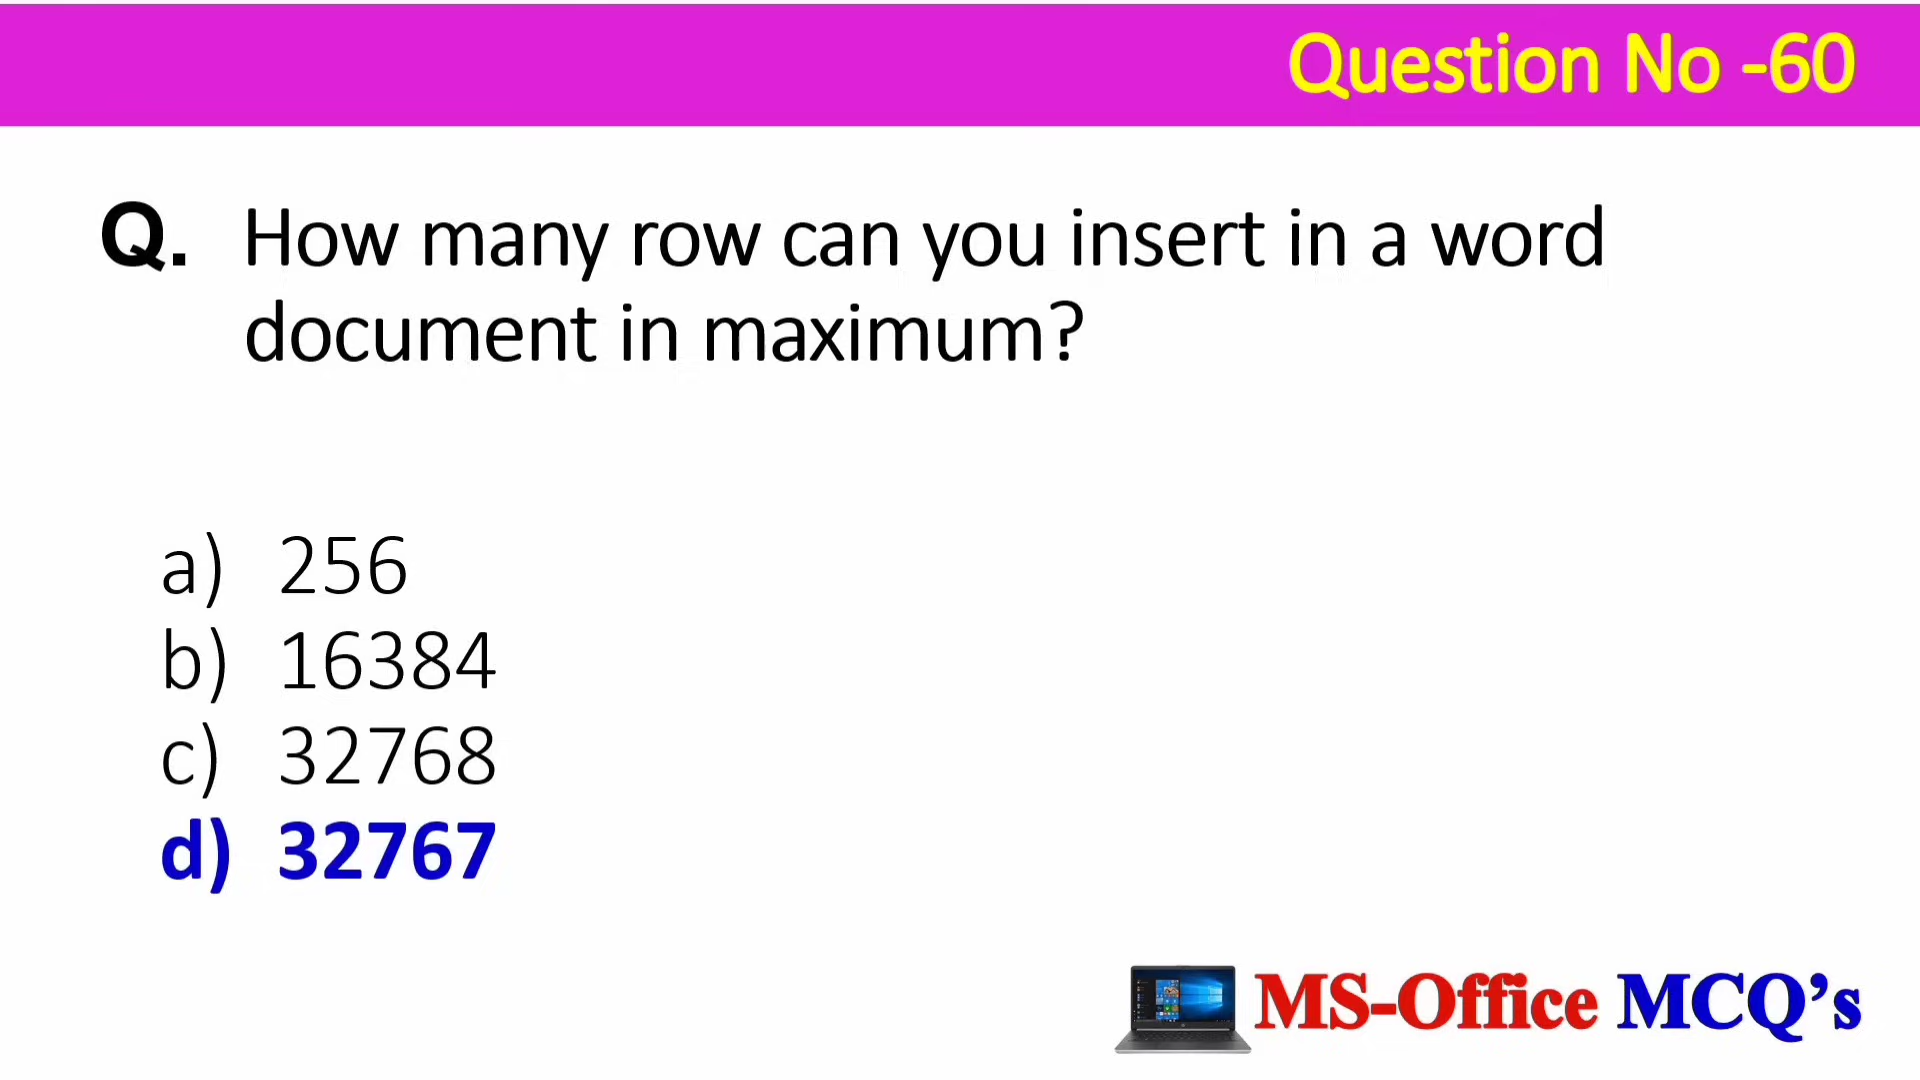 Question No -60
Q. How many row can you insert in a word
document in maximum?
a) 256
b) 16384
c) 32768
d) 32767
MS-Office MCQ’s